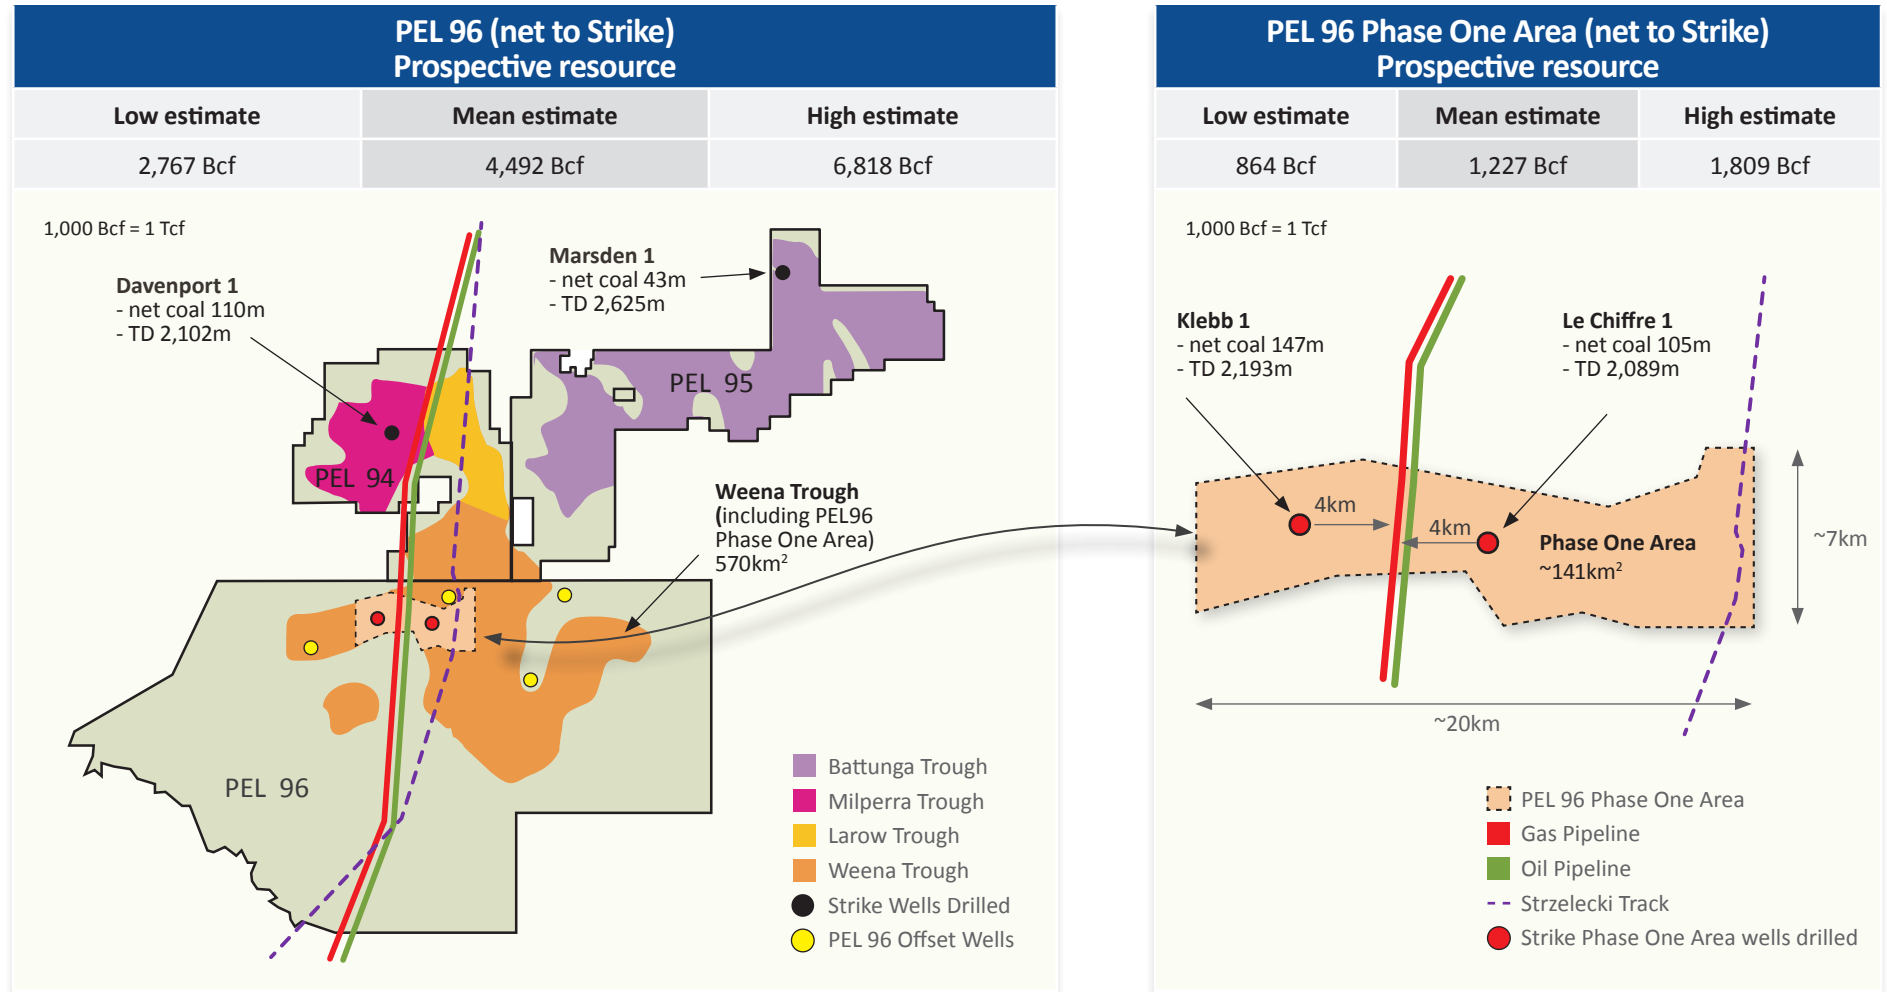 PEL 96 (net to Strike)
Prospective resource
Low estimate
Mean estimate
High estimate
2,767 Bcf
4,492 Bcf
6,818 Bcf
1,000 Bcf = 1 Tcf
Davenport 1
- net coal 110m
- TD 2,102m
Marsden 1
- net coal 43m
- TD 2,625m
PEL 95
PEL 94
Weena Trough
(including PEL96
Phase One Area)
570km²
PEL 96
Battunga Trough
Milperra Trough
Larow Trough
Weena Trough
Strike Wells Drilled
PEL 96 Offset Wells
PEL 96 Phase One Area (net to Strike)
Prospective resource
Low estimate
Mean estimate
High estimate
864 Bcf
1,227 Bcf
1,809 Bcf
1,000 Bcf = 1 Tcf
Klebb 1
- net coal 147m
- TD 2,193m
Le Chiffre 1
- net coal 105m
- TD 2,089m
4km
4km
Phase One Area
~141km²
~7km
~20km
PEL 96 Phase One Area
Gas Pipeline
Oil Pipeline
Strzelecki Track
Strike Phase One Area wells drilled